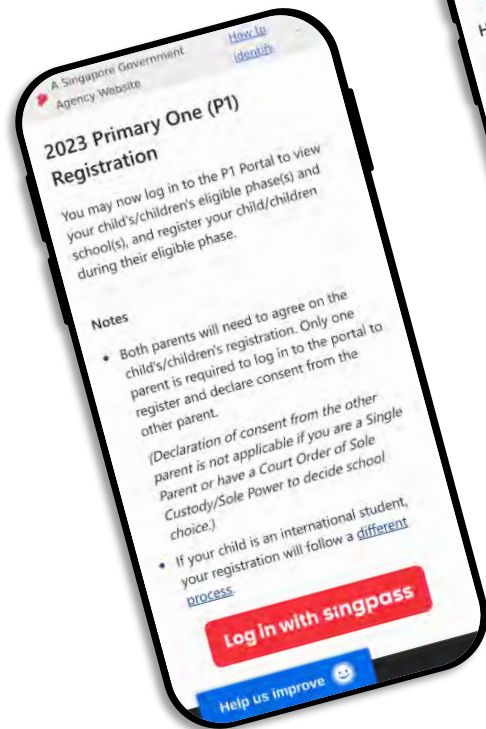 A Singapore Government
Agency Website
How to
identify
2023 Primary One (P1)
Registration
You may now log in to the P1 Portal to view
your child's/children's eligible phase(s) and
school(s), and register your child/children
during their eligible phase.
Notes
• Both parents will need to agree on the
child's/children's registration. Only one
parent is required to log in to the portal to
register and declare consent from the
other parent.
(Declaration of consent from the other
parent is not applicable if you are a Single
Parent or have a Court Order of Sole
Custody/Sole Power to decide school
choice.)
• If your child is an international student,
your registration will follow a different
process.
Log in with singpass
Help us improve
H